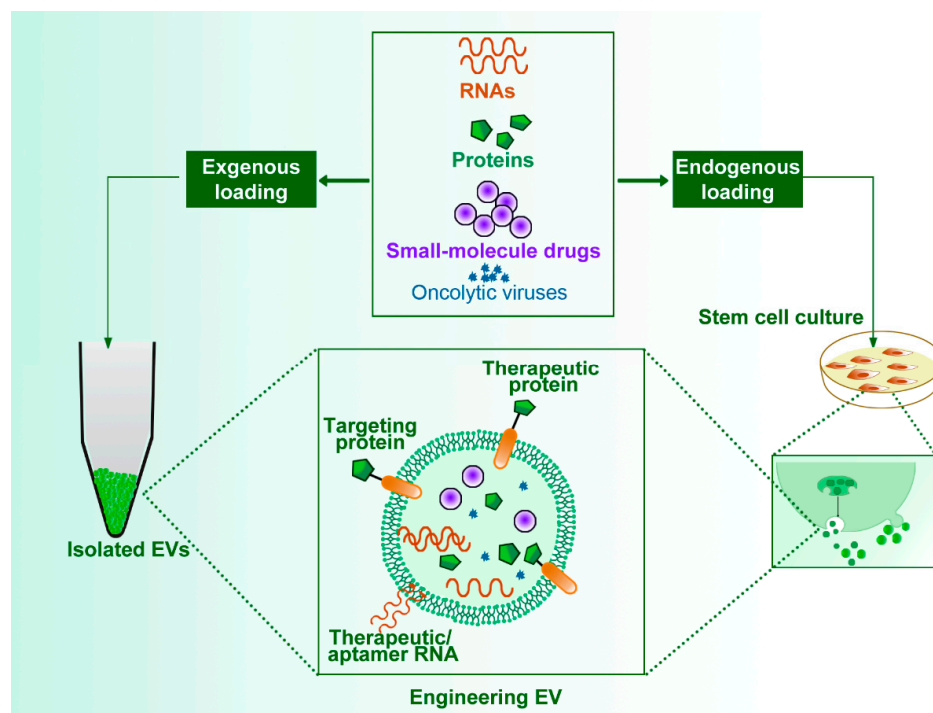 RNAs
Proteins
Exgenous
loading
Endogenous
loading
Small-molecule drugs
Oncolytic viruses
Stem cell culture
Therapeutic
protein
Targeting
protein
Isolated EVs
Therapeutic/
aptamer RNA
Engineering EV